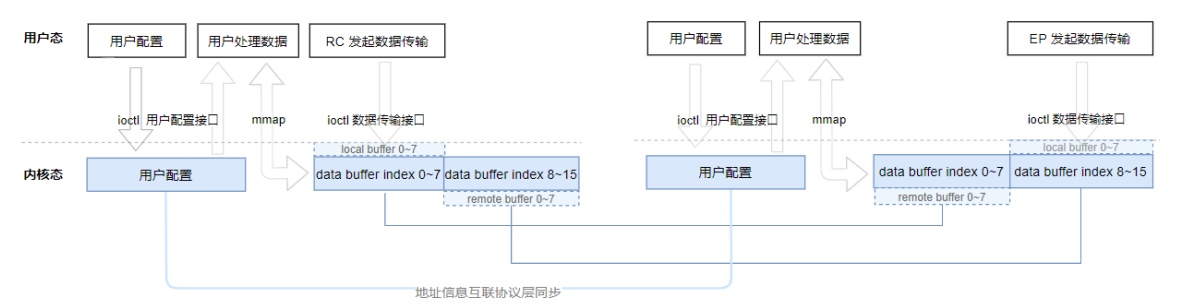 用户态
用户配置
用户处理数据
RC 发起数据传输
用户配置
用户处理数据
EP 发起数据传输
ioctl 用户配置接口
mmap
ioctl 数据传输接口
ioctl 用户配置接口
mmap
ioctl 数据传输接口
内核态
用户配置
local buffer 0~7
data buffer index 0~7
data buffer index 8~15
remote buffer 0~7
用户配置
local buffer 0~7
data buffer index 0~7
data buffer index 8~15
remote buffer 0~7
地址信息互联协议层同步